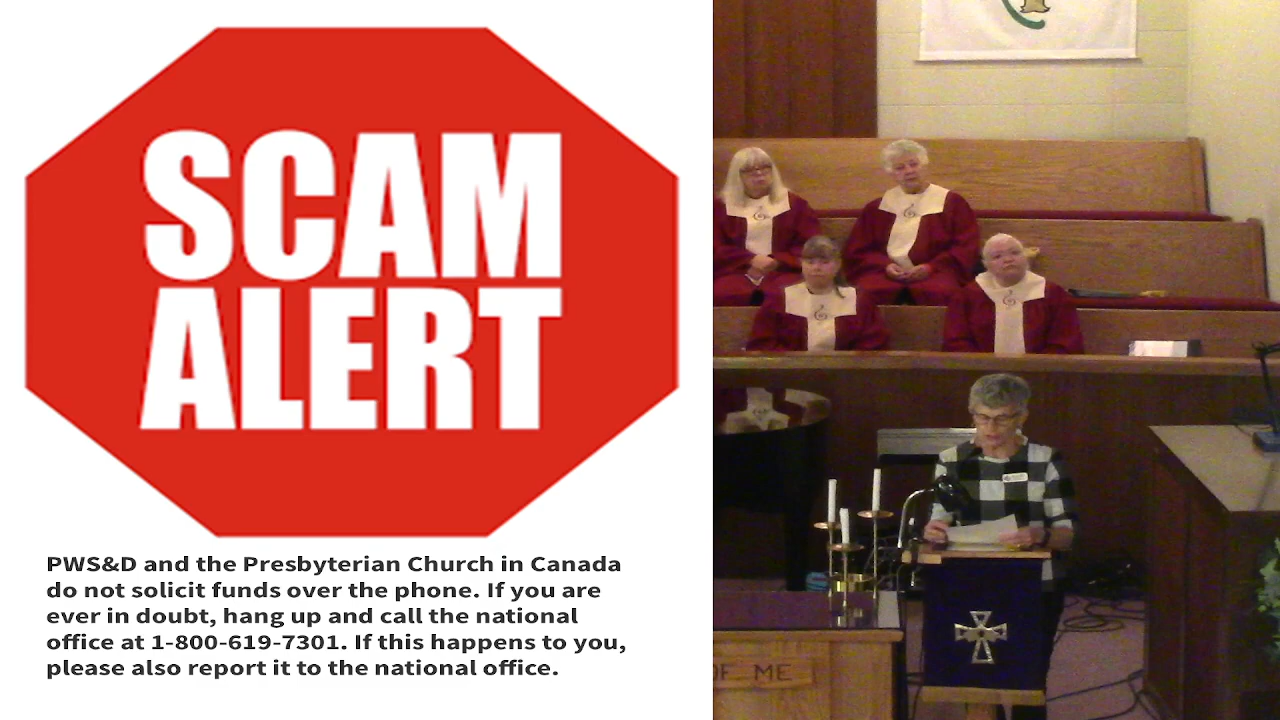 SCAM
ALERT
PWS&D and the Presbyterian Church in Canada
do not solicit funds over the phone. If you are
ever in doubt, hang up and call the national
office at 1-800-619-7301. If this happens to you,
please also report it to the national office.
OF ME